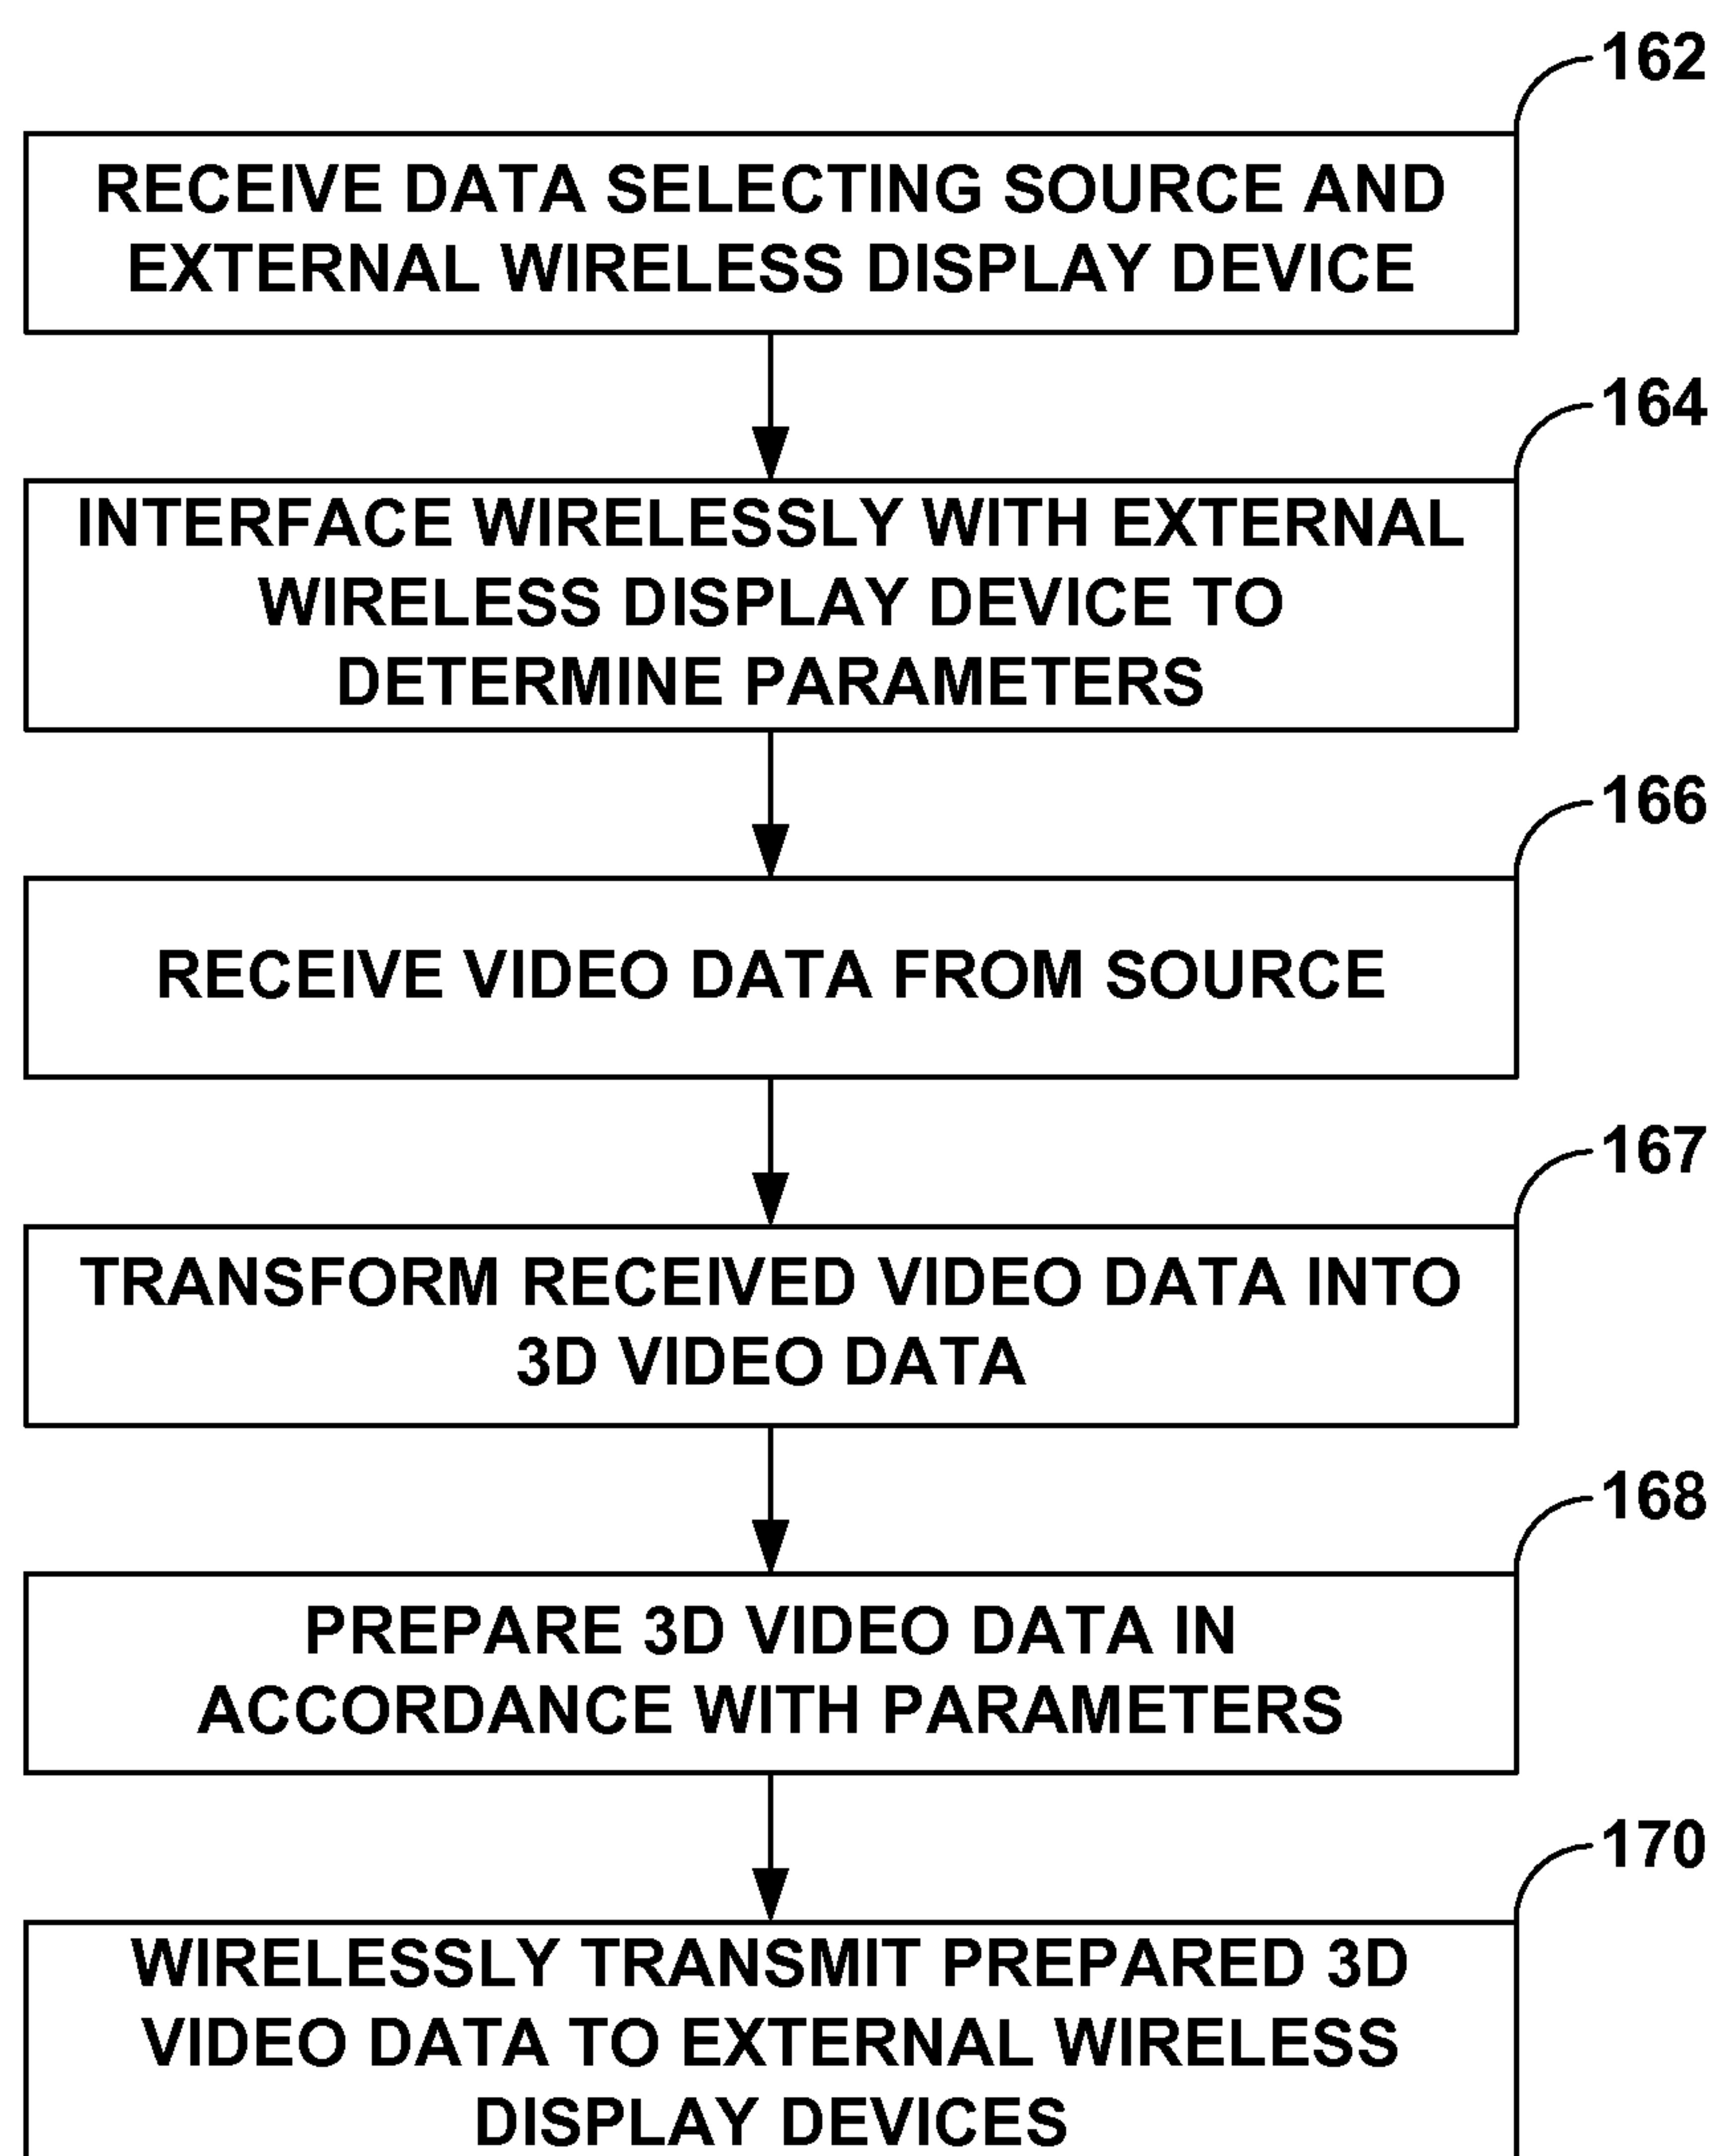 162
RECEIVE DATA SELECTING SOURCE AND
EXTERNAL WIRELESS DISPLAY DEVICE
164
INTERFACE WIRELESSLY WITH EXTERNAL
WIRELESS DISPLAY DEVICE TO
DETERMINE PARAMETERS
166
RECEIVE VIDEO DATA FROM SOURCE
167
TRANSFORM RECEIVED VIDEO DATA INTO
3D VIDEO DATA
168
PREPARE 3D VIDEO DATA IN
ACCORDANCE WITH PARAMETERS
170
WIRELESSLY TRANSMIT PREPARED 3D
VIDEO DATA TO EXTERNAL WIRELESS
DISPLAY DEVICES